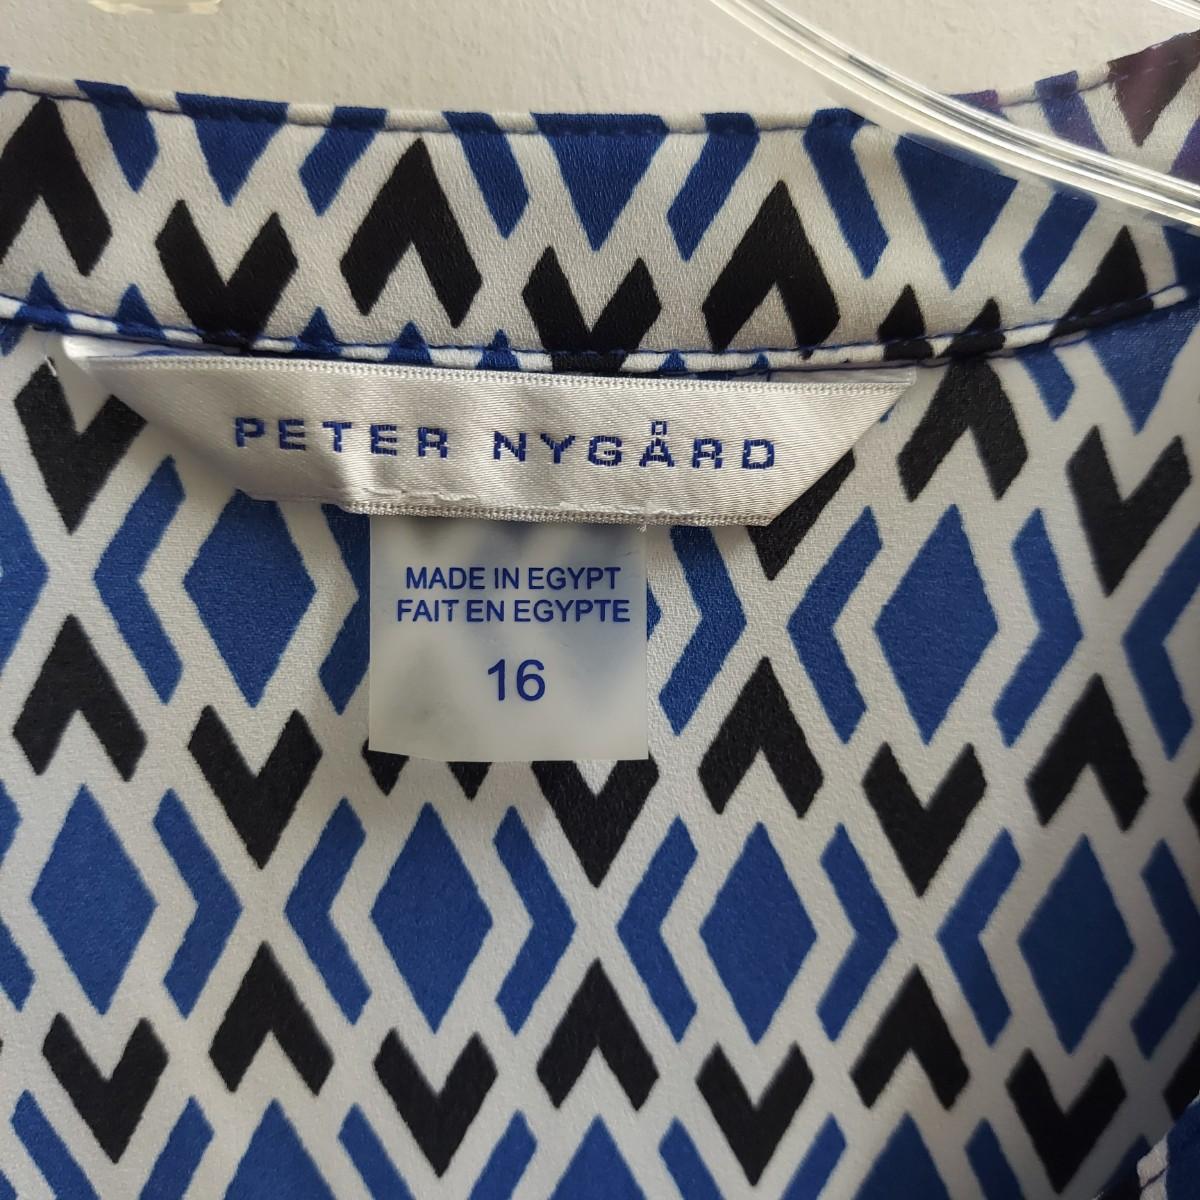 PETER NYGÅRD
MADE IN EGYPT
FAIT EN EGYPTE
16